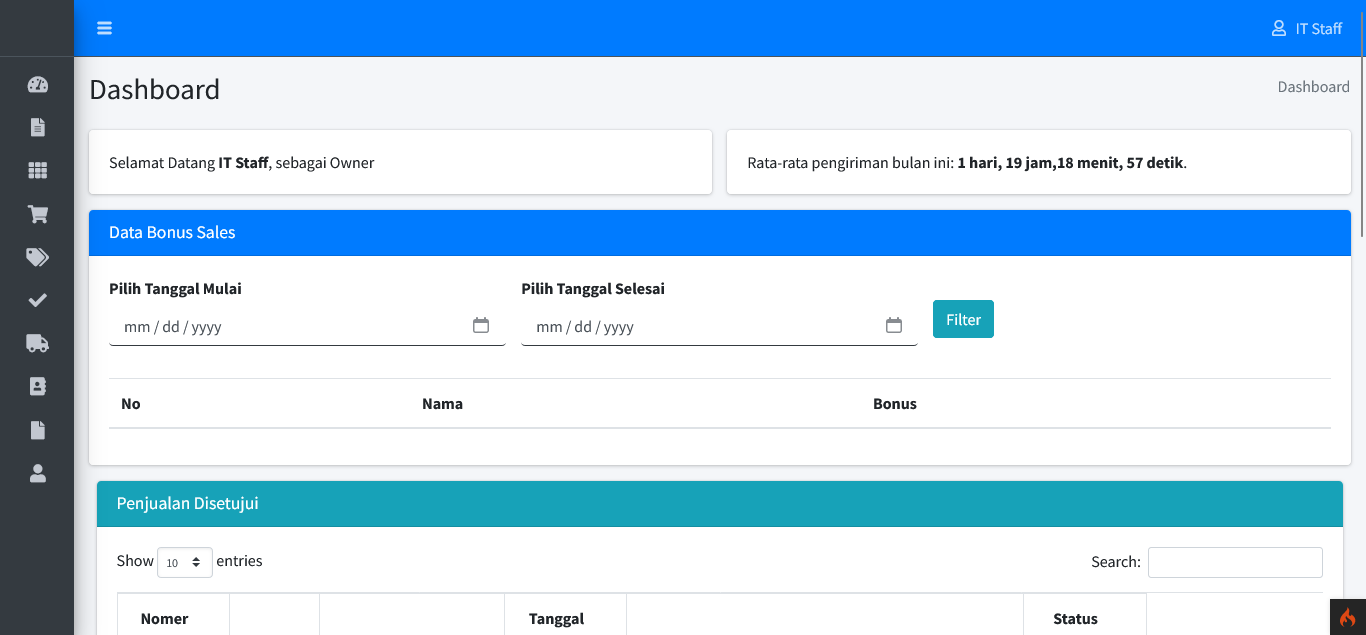 IT Staff
Dashboard
Dashboard
Selamat Datang IT Staff, sebagai Owner
Rata-rata pengiriman bulan ini: 1 hari, 19 jam,18 menit, 57 detik.
Data Bonus Sales
Pilih Tanggal Mulai
Pilih Tanggal Selesai
mm / dd / yyyy
mm / dd / yyyy
Filter
No Nama Bonus
Penjualan Disetujui
Show 10 entries
Search:
Nomer Tanggal Status